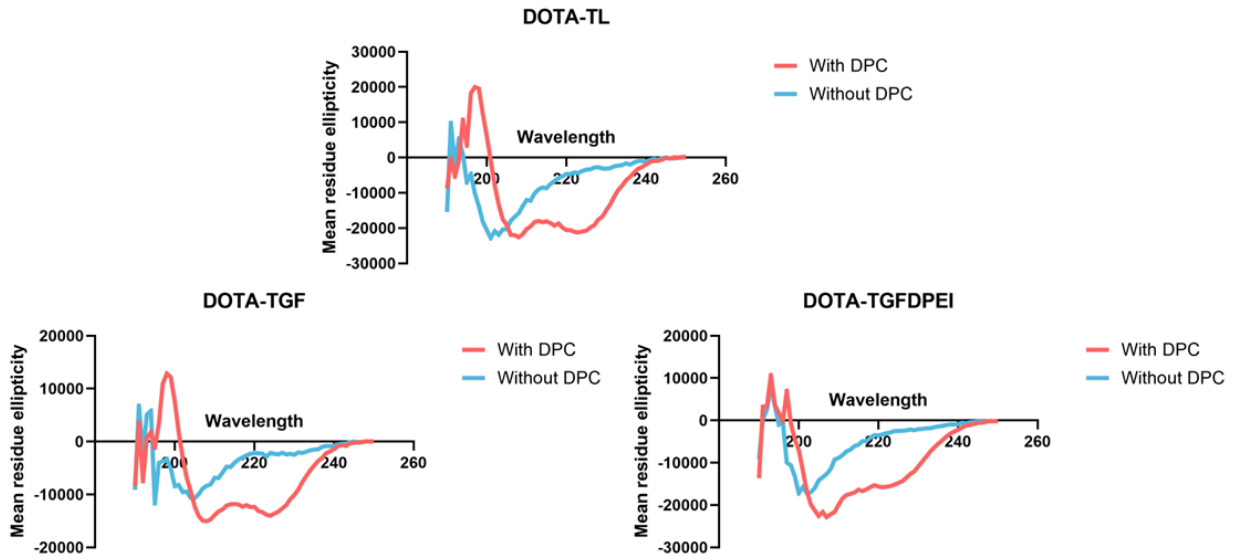 DOTA-TL
Mean residue ellipticity
30000
20000
10000
0
-10000
-20000
-30000
Wavelength
200
220
240
260
With DPC
Without DPC
DOTA-TGF
Mean residue ellipticity
20000
10000
0
-10000
-20000
Wavelength
200
220
240
260
With DPC
Without DPC
DOTA-TGFDPEI
Mean residue ellipticity
20000
10000
0
-10000
-20000
-30000
Wavelength
200
220
240
260
With DPC
Without DPC